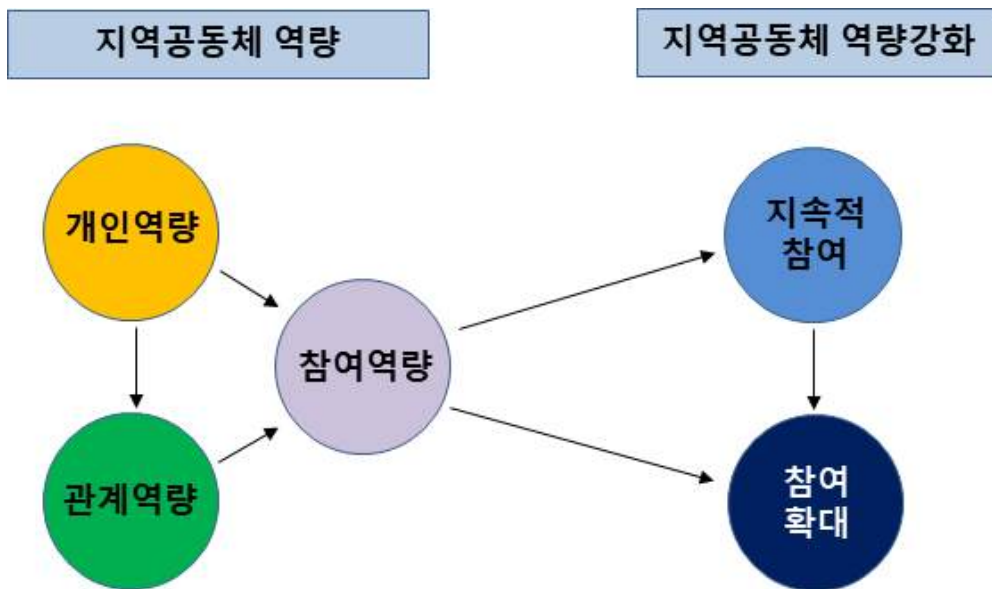 지역공동체 역량
지역공동체 역량강화
개인역량
지속적
참여
참여역량
관계역량
참여
확대